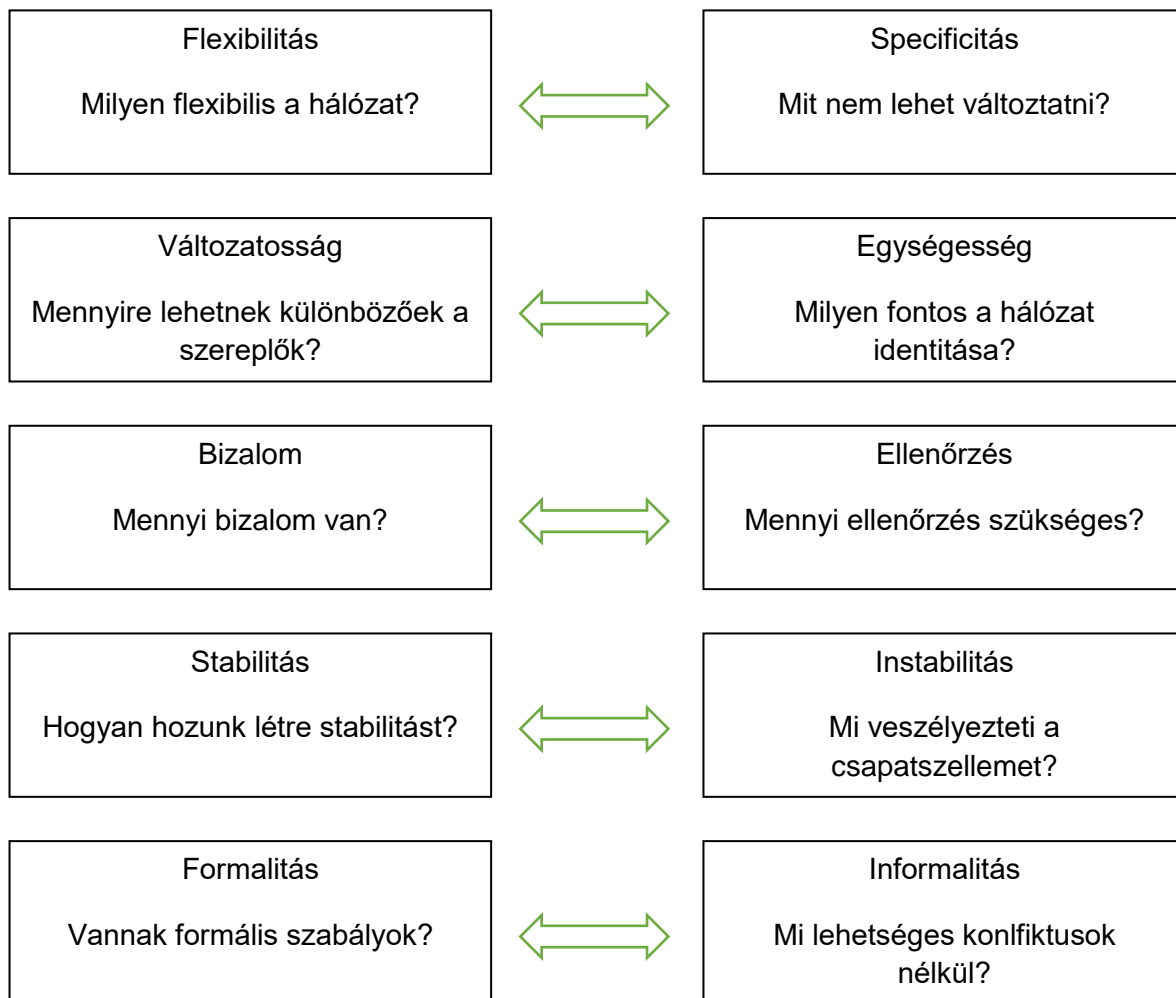 Flexibilitás
Milyen flexibilis a hálózat?
Specificitás
Mit nem lehet változtatni?
Változatosság
Mennyire lehetnek különbözőek a
szereplők?
Egységesség
Milyen fontos a hálózat
identitása?
Bizalom
Mennyi bizalom van?
Ellenőrzés
Mennyi ellenőrzés szükséges?
Stabilitás
Hogyan hozunk létre stabilitást?
Instabilitás
Mi veszélyezteti a
csapatszellemet?
Formalitás
Vannak formális szabályok?
Informalitás
Mi lehetséges konlfiktusok
nélkül?